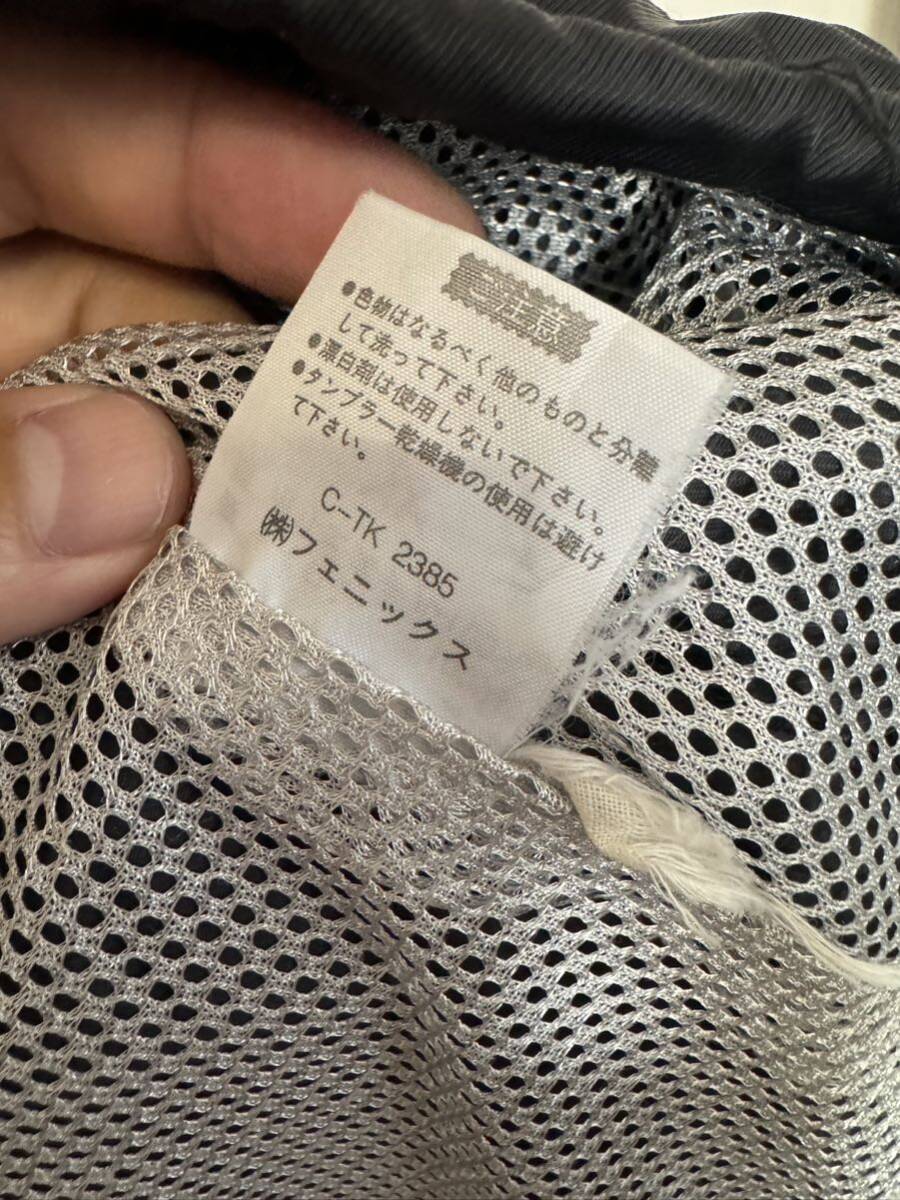 ご注意
●色物はなるべく他のものと分離
して洗って下さい。
●漂白剤は使用しないで下さい。
●タンブラー乾燥機の使用は避け
て下さい。
C-TK 2385
㈱フェニックス